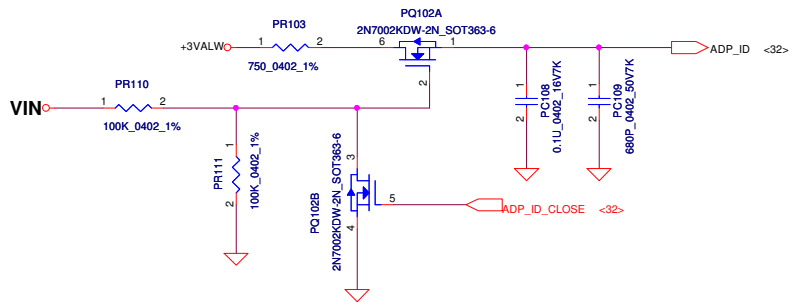 PQ102A
PR103
2N7002KDW-2N_SOT363-6
+3VALW
1
2
6
1
ADP_ID
<32>
750_0402_1%
2
PR110
VIN
1
2
100K_0402_1%
1
2
PR111
100K_0402_1%
1
2
PC108
0.1U_0402_16V7K
1
2
PC109
680P_0402_50V7K
3
4
5
PQ102B
2N7002KDW-2N_SOT363-6
ADP_ID_CLOSE
<32>